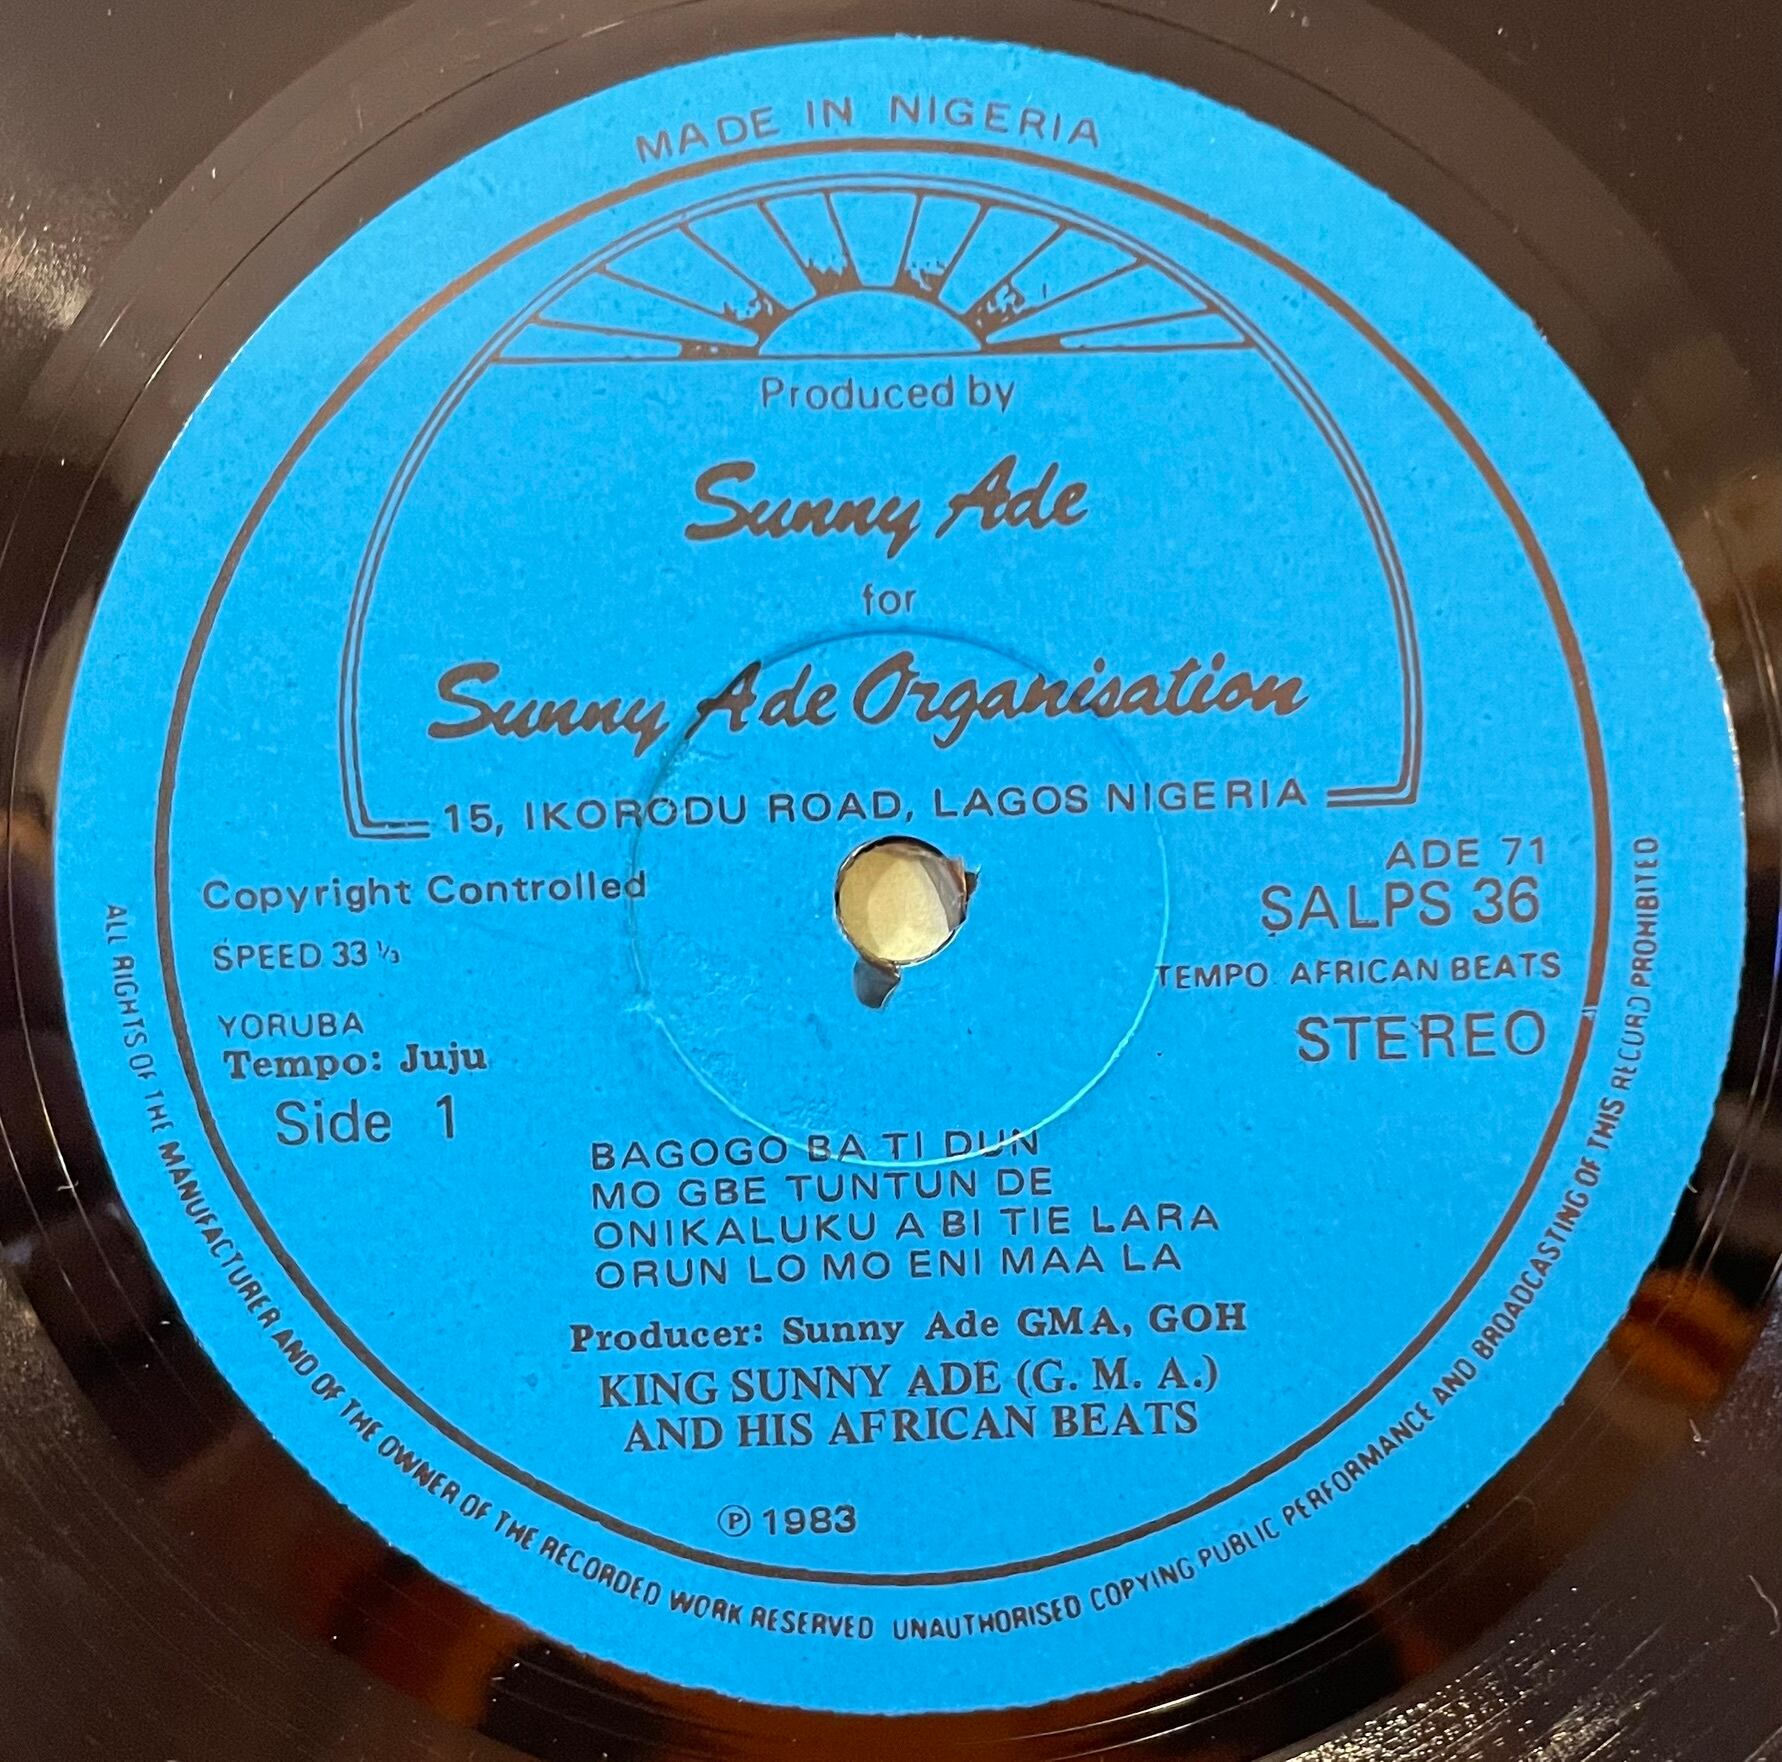 MADE IN NIGERIA
Produced by
Sunny Ade
for
Sunny Ade Organisation
15, IKORODU ROAD, LAGOS NIGERIA
Copyright Controlled
SPEED 33 ⅓
YORUBA
Tempo: Juju
Side 1
ADE 71
SALPS 36
TEMPO AFRICAN BEATS
STEREO
BAGOGO BA TI DUN
MO GBE TUNTUN DE
ONIKALUKU A BI TIE LARA
ORUN LO MO ENI MAA LA
Producer: Sunny Ade GMA, GOH
KING SUNNY ADE (G. M. A.)
AND HIS AFRICAN BEATS
℗ 1983
ALL RIGHTS OF THE MANUFACTURER AND OF THE OWNER OF THE RECORDED WORK RESERVED UNAUTHORISED COPYING PUBLIC PERFORMANCE AND BROADCASTING OF THIS RECORD PROHIBITED